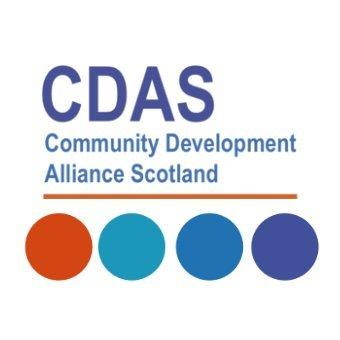 CDAS
Community Development
Alliance Scotland